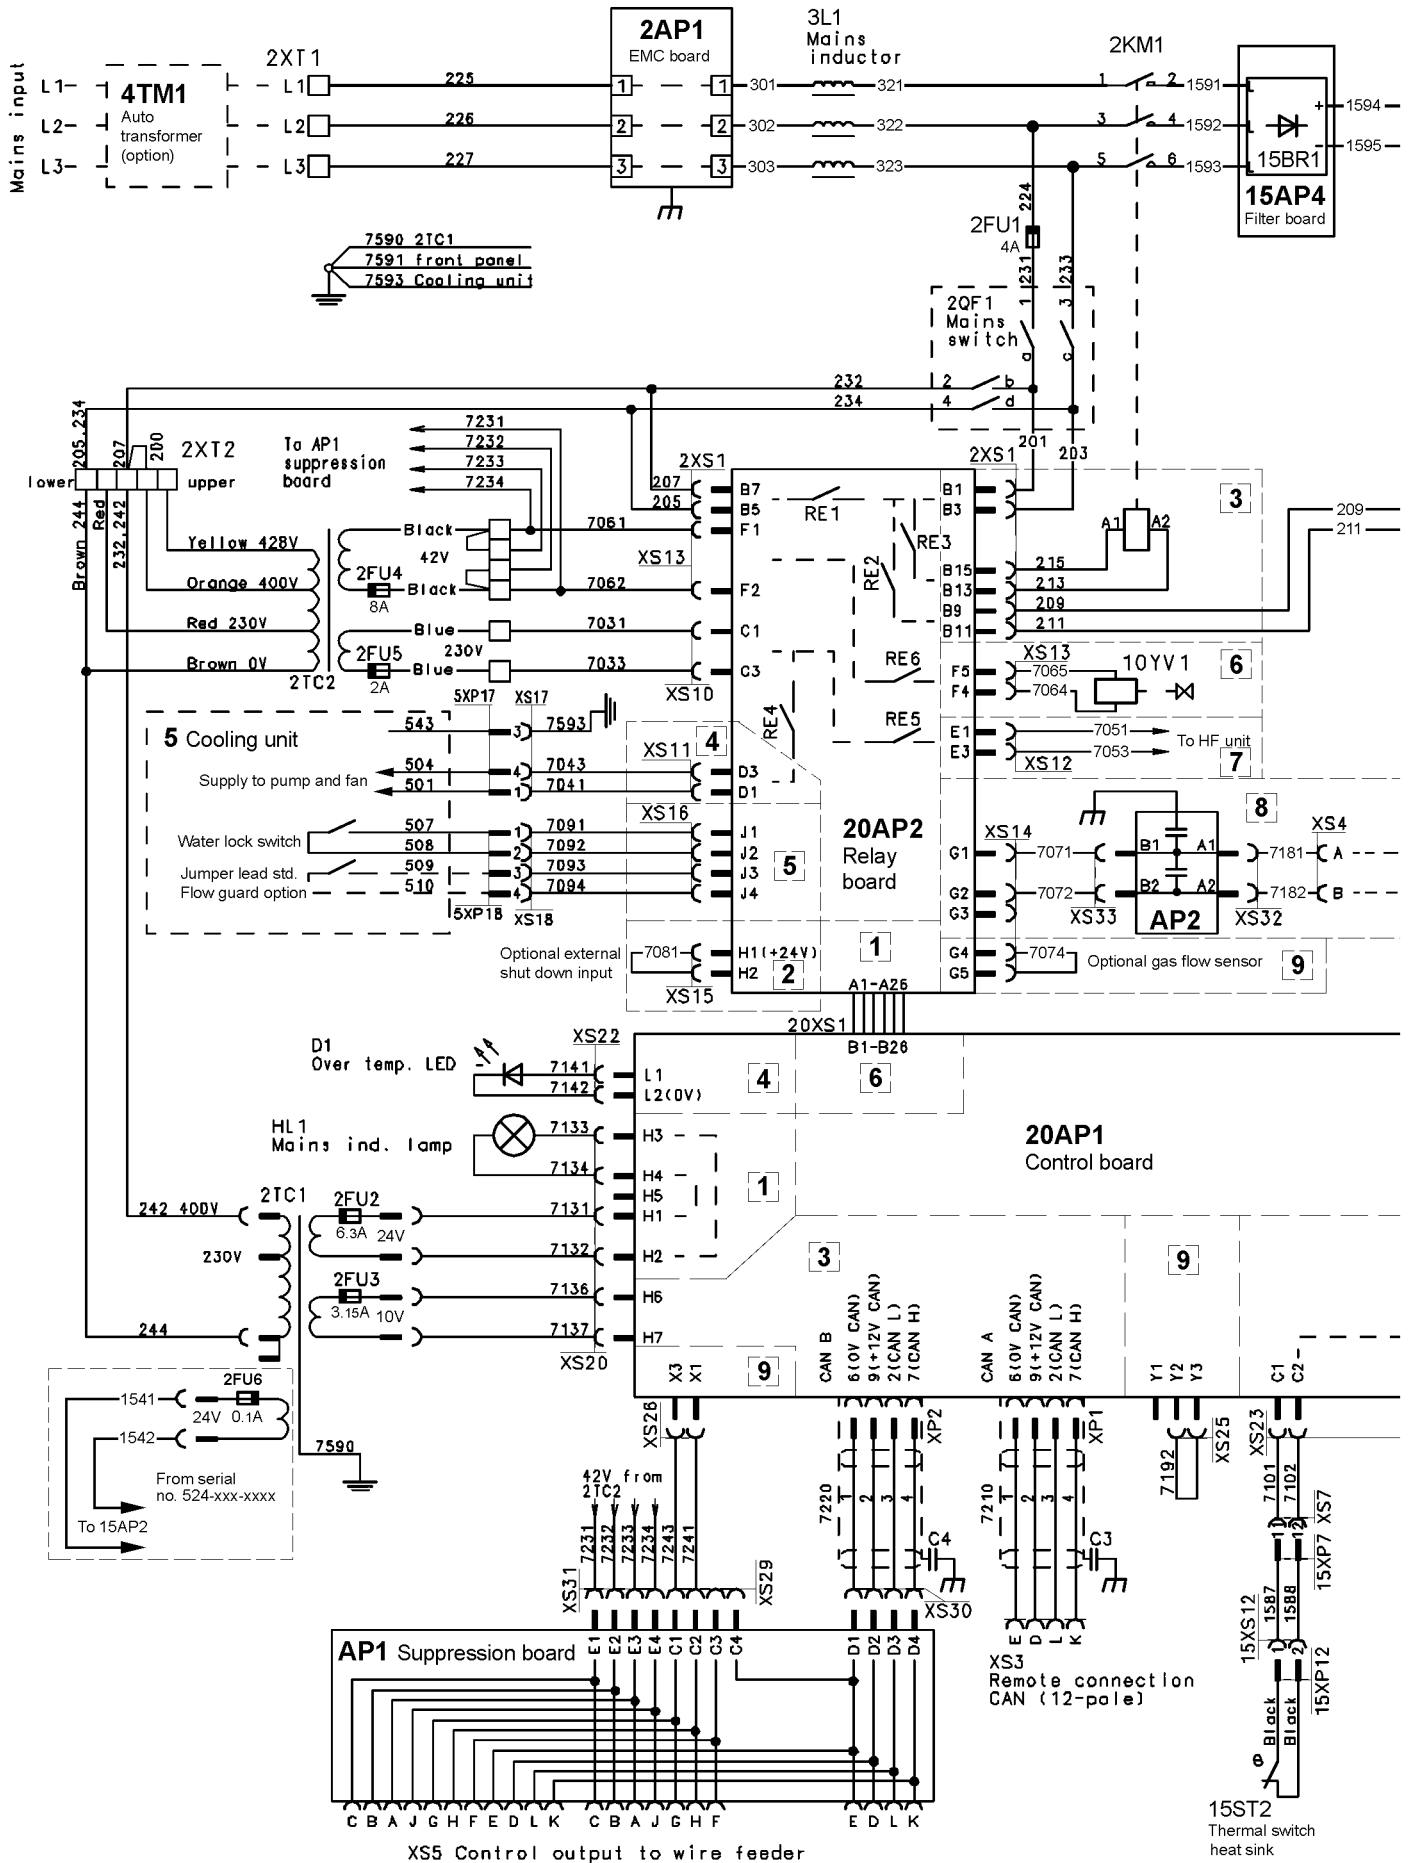 Mains input
L1
L2
L3
4TM1
Auto
transformer
(option)
2XT1
L1
L2
L3
225
226
227
2AP1
EMC board
1
2
3
1
2
3
301
302
303
3L1
Mains
inductor
321
322
323
2KM1
1
2
3
4
5
6
1591
1592
1593
L
L
L
+
-
15BR1
15AP4
Filter board
1594
1595
224
2FU1
4A
231
233
7590 2TC1
7591 front panel
7593 Cooling unit
2QF1
Mains
switch
1
3
a
c
2
b
4
d
232
234
201
203
205,234
207
200
2XT2
lower
upper
Brown 244
Red
232,242
To AP1
suppression
board
7231
7232
7233
7234
2XS1
207
205
B7
B5
F1
F2
C1
C3
XS13
XS10
7061
7062
7031
7033
Black
42V
Black
Blue
230V
Blue
2FU4
8A
2FU5
2A
Yellow 428V
Orange 400V
Red 230V
Brown 0V
2TC2
RE1
RE2
RE3
RE4
RE5
RE6
2XS1
B1
B3
B15
B13
B9
B11
215
213
209
211
A1
A2
3
209
211
XS13
F5
F4
7065
7064
10YV1
6
E1
E3
XS12
7051
7053
To HF unit
7
5 Cooling unit
543
504
501
Supply to pump and fan
Water lock switch
507
508
Jumper lead std.
509
Flow guard option
510
5XP17
XS17
3
4
1
7593
7043
7041
XS11
D3
D1
4
XS16
1
2
3
4
7091
7092
7093
7094
J1
J2
J3
J4
5
5XP18
XS18
20AP2
Relay
board
XS14
G1
G2
G3
7071
7072
XS33
B1
A1
B2
A2
AP2
XS32
7181
7182
XS4
A
B
8
Optional external
shut down input
7081
XS15
H1(+24V)
H2
2
1
G4
G5
7074
Optional gas flow sensor
9
A1-A26
20XS1
B1-B26
D1
Over temp. LED
XS22
7141
7142
L1
L2(0V)
4
6
HL1
Mains ind. lamp
7133
7134
H3
H4
H5
H1
H2
H6
H7
1
20AP1
Control board
242 400V
230V
244
2TC1
2FU2
6.3A
24V
2FU3
3.15A
10V
7131
7132
7136
7137
XS20
3
9
9
X3
X1
CAN B
6(0V CAN)
9(+12V CAN)
2(CAN L)
7(CAN H)
CAN A
6(0V CAN)
9(+12V CAN)
2(CAN L)
7(CAN H)
Y1
Y2
Y3
C1
C2
1541
1542
2FU6
24V
0.1A
7590
From serial
no. 524-xxx-xxxx
To 15AP2
XS26
XP2
XP1
XS25
XS23
7192
7101
7102
XS7
11
12
15XP7
42V from
2TC2
7231
7232
7233
7234
7243
7241
7220
1
2
3
4
C4
7210
1
2
3
4
C3
XS31
XS29
XS30
1587
1588
15XS12
1
2
15XP12
Black
Black
E
D
L
K
XS3
Remote connection
CAN (12-pole)
AP1 Suppression board
E1
E2
E3
E4
C1
C2
C3
C4
D1
D2
D3
D4
C B A J G H F E D L K C B A J G H F
E D L K
XS5 Control output to wire feeder
θ
15ST2
Thermal switch
heat sink